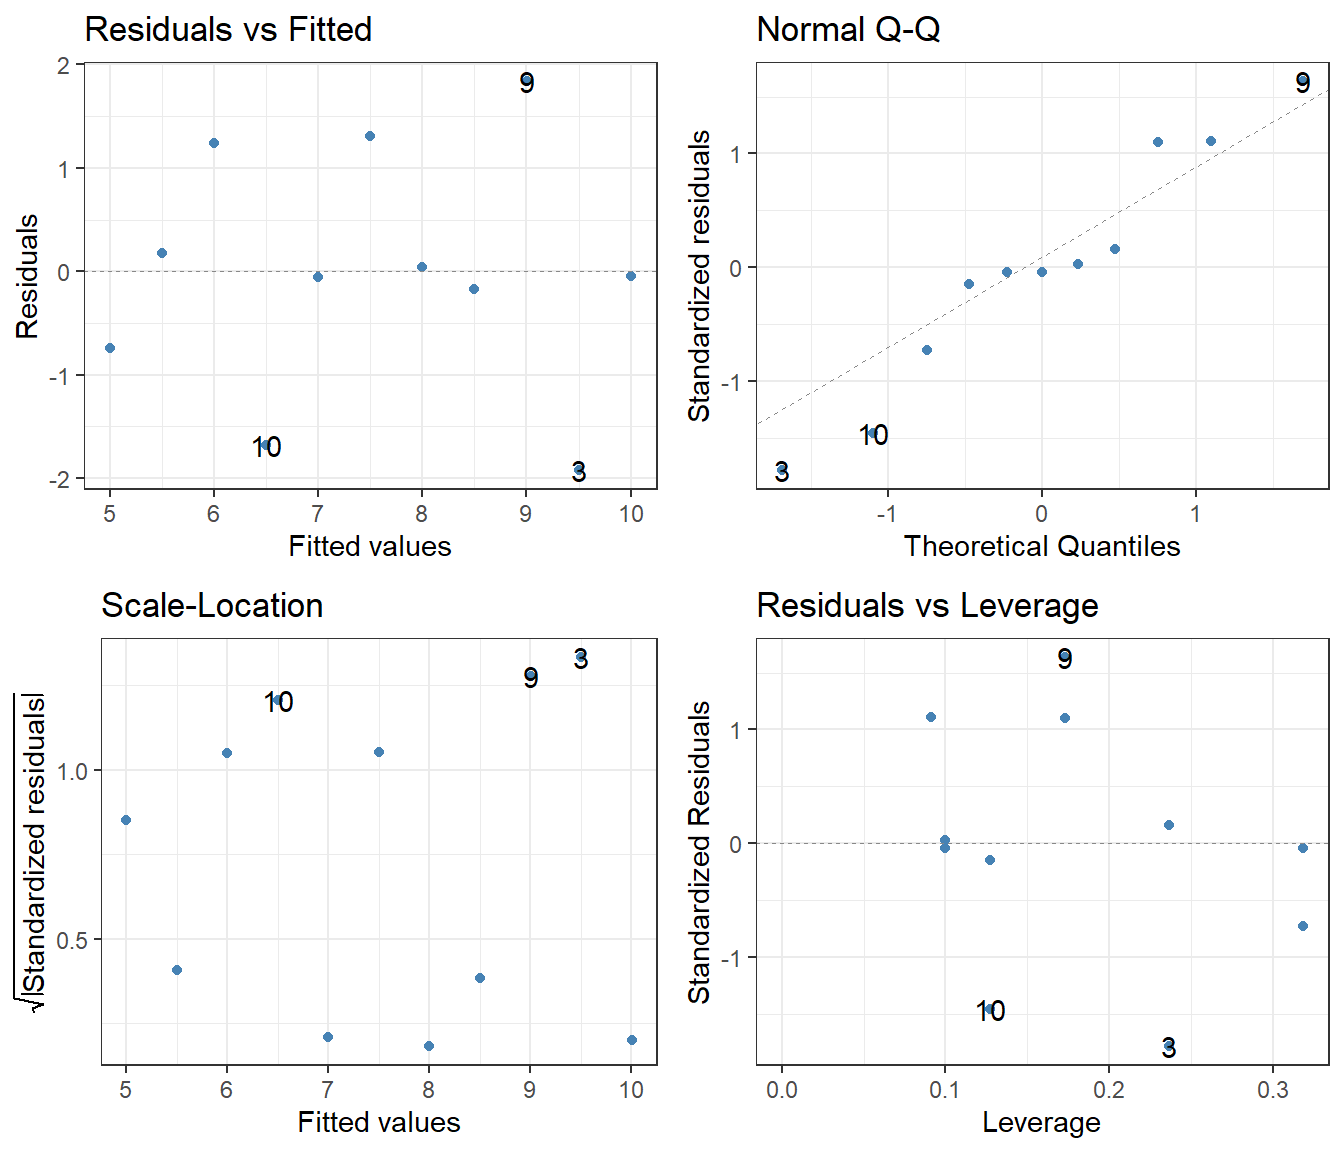 Residuals vs Fitted
2
1
0
-1
-2
Residuals
9
10
3
5 6 7 8 9 10
Fitted values
Normal Q-Q
1
0
-1
Standardized residuals
9
10
3
-1 0 1
Theoretical Quantiles
Scale-Location
1.0
0.5
√|Standardized residuals|
3
9
10
5 6 7 8 9 10
Fitted values
Residuals vs Leverage
1
0
-1
Standardized Residuals
9
10
3
0.0 0.1 0.2 0.3
Leverage